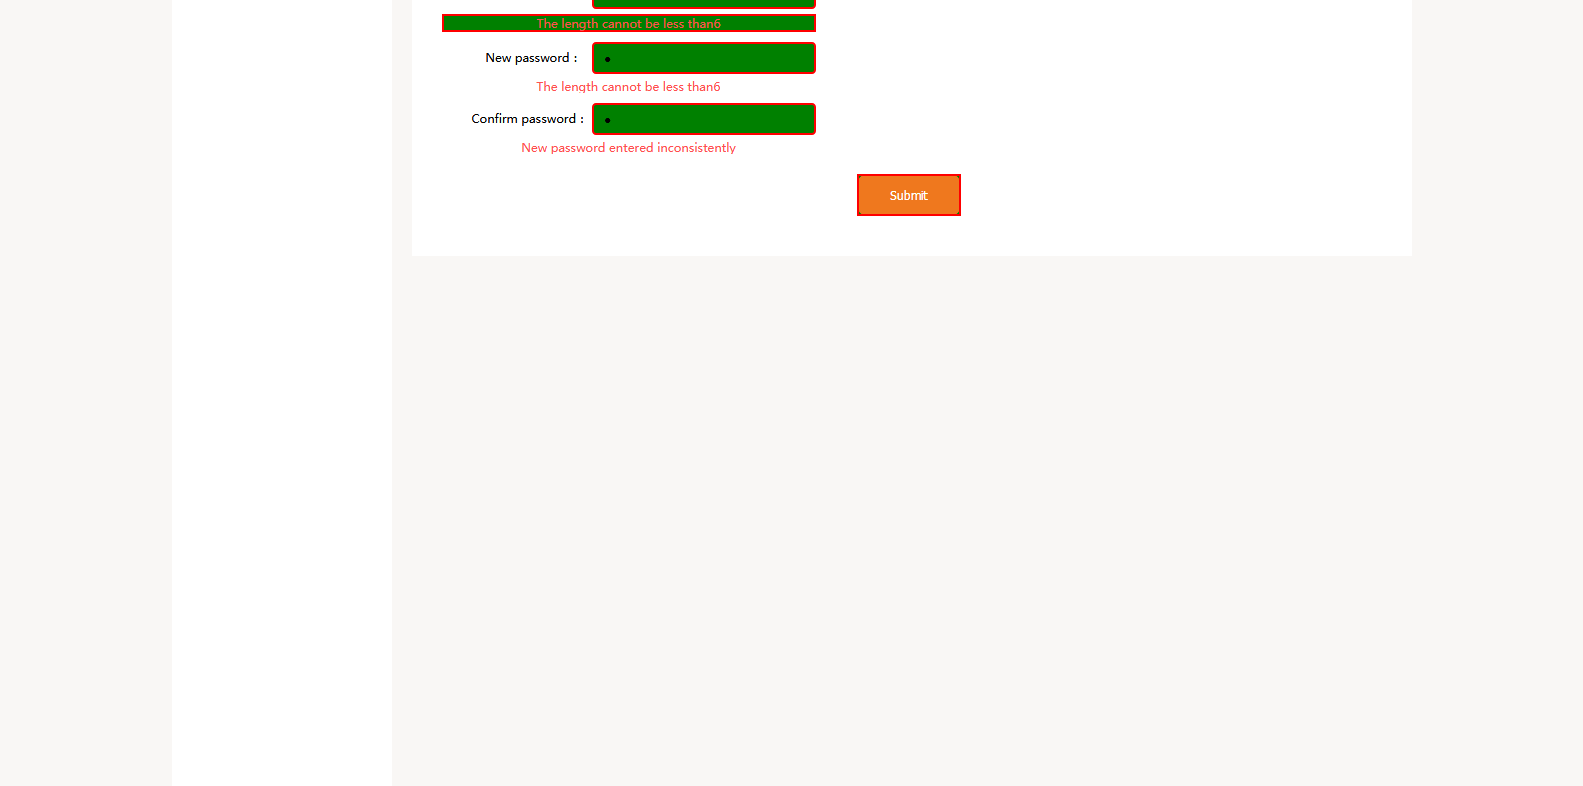 The length cannot be less than6
New password :
The length cannot be less than6
Confirm password :
New password entered inconsistently
Submit